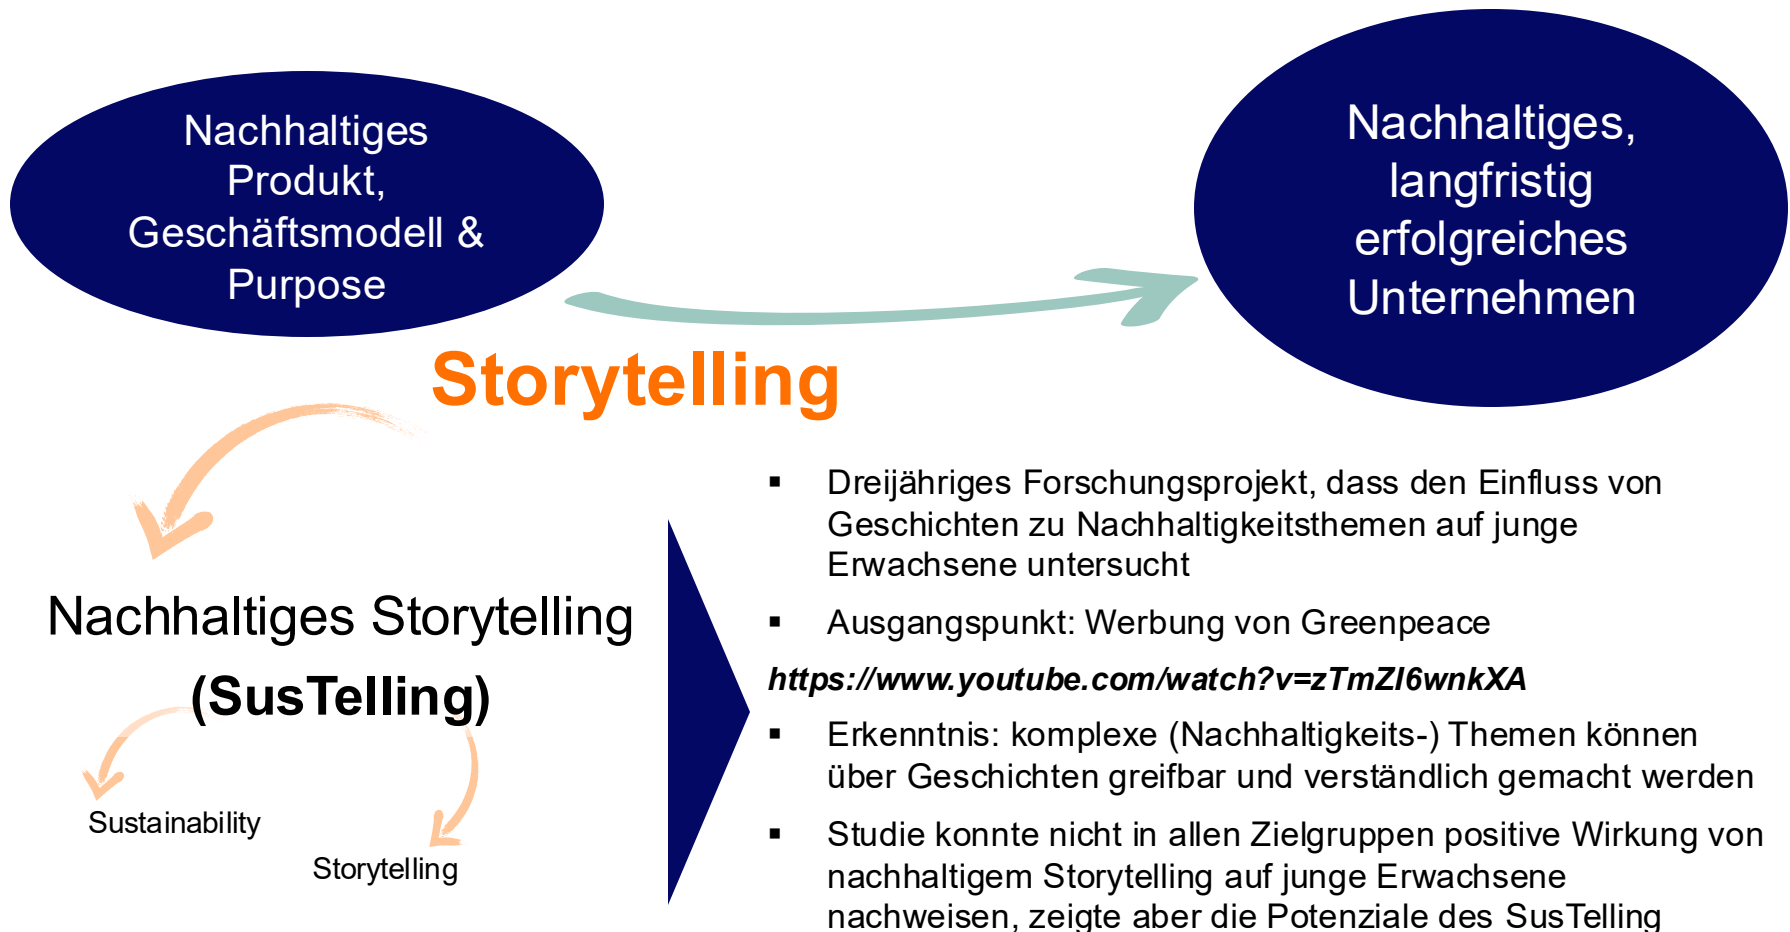 Nachhaltiges
Produkt,
Geschäftsmodell &
Purpose
Nachhaltiges,
langfristig
erfolgreiches
Unternehmen
Storytelling
Nachhaltiges Storytelling
(SusTelling)
Sustainability
Storytelling
▪ Dreijähriges Forschungsprojekt, dass den Einfluss von
Geschichten zu Nachhaltigkeitsthemen auf junge
Erwachsene untersucht
▪ Ausgangspunkt: Werbung von Greenpeace
https://www.youtube.com/watch?v=zTmZI6wnkXA
▪ Erkenntnis: komplexe (Nachhaltigkeits-) Themen können
über Geschichten greifbar und verständlich gemacht werden
▪ Studie konnte nicht in allen Zielgruppen positive Wirkung von
nachhaltigem Storytelling auf junge Erwachsene
nachweisen, zeigte aber die Potenziale des SusTelling